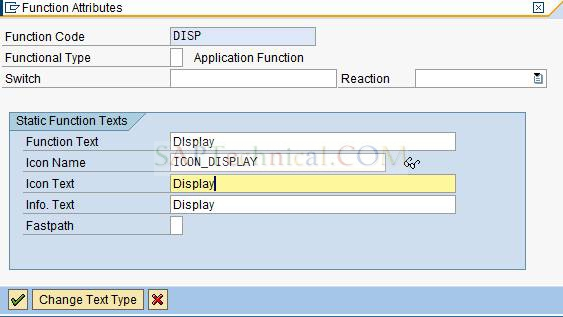 Function Attributes
Function Code DISP
Functional Type Application Function
Switch Reaction
Static Function Texts
Function Text DIsplay
SAPTechnical.COM
Icon Name ICON_DISPLAY
Icon Text Display
Info. Text Display
Fastpath
Change Text Type